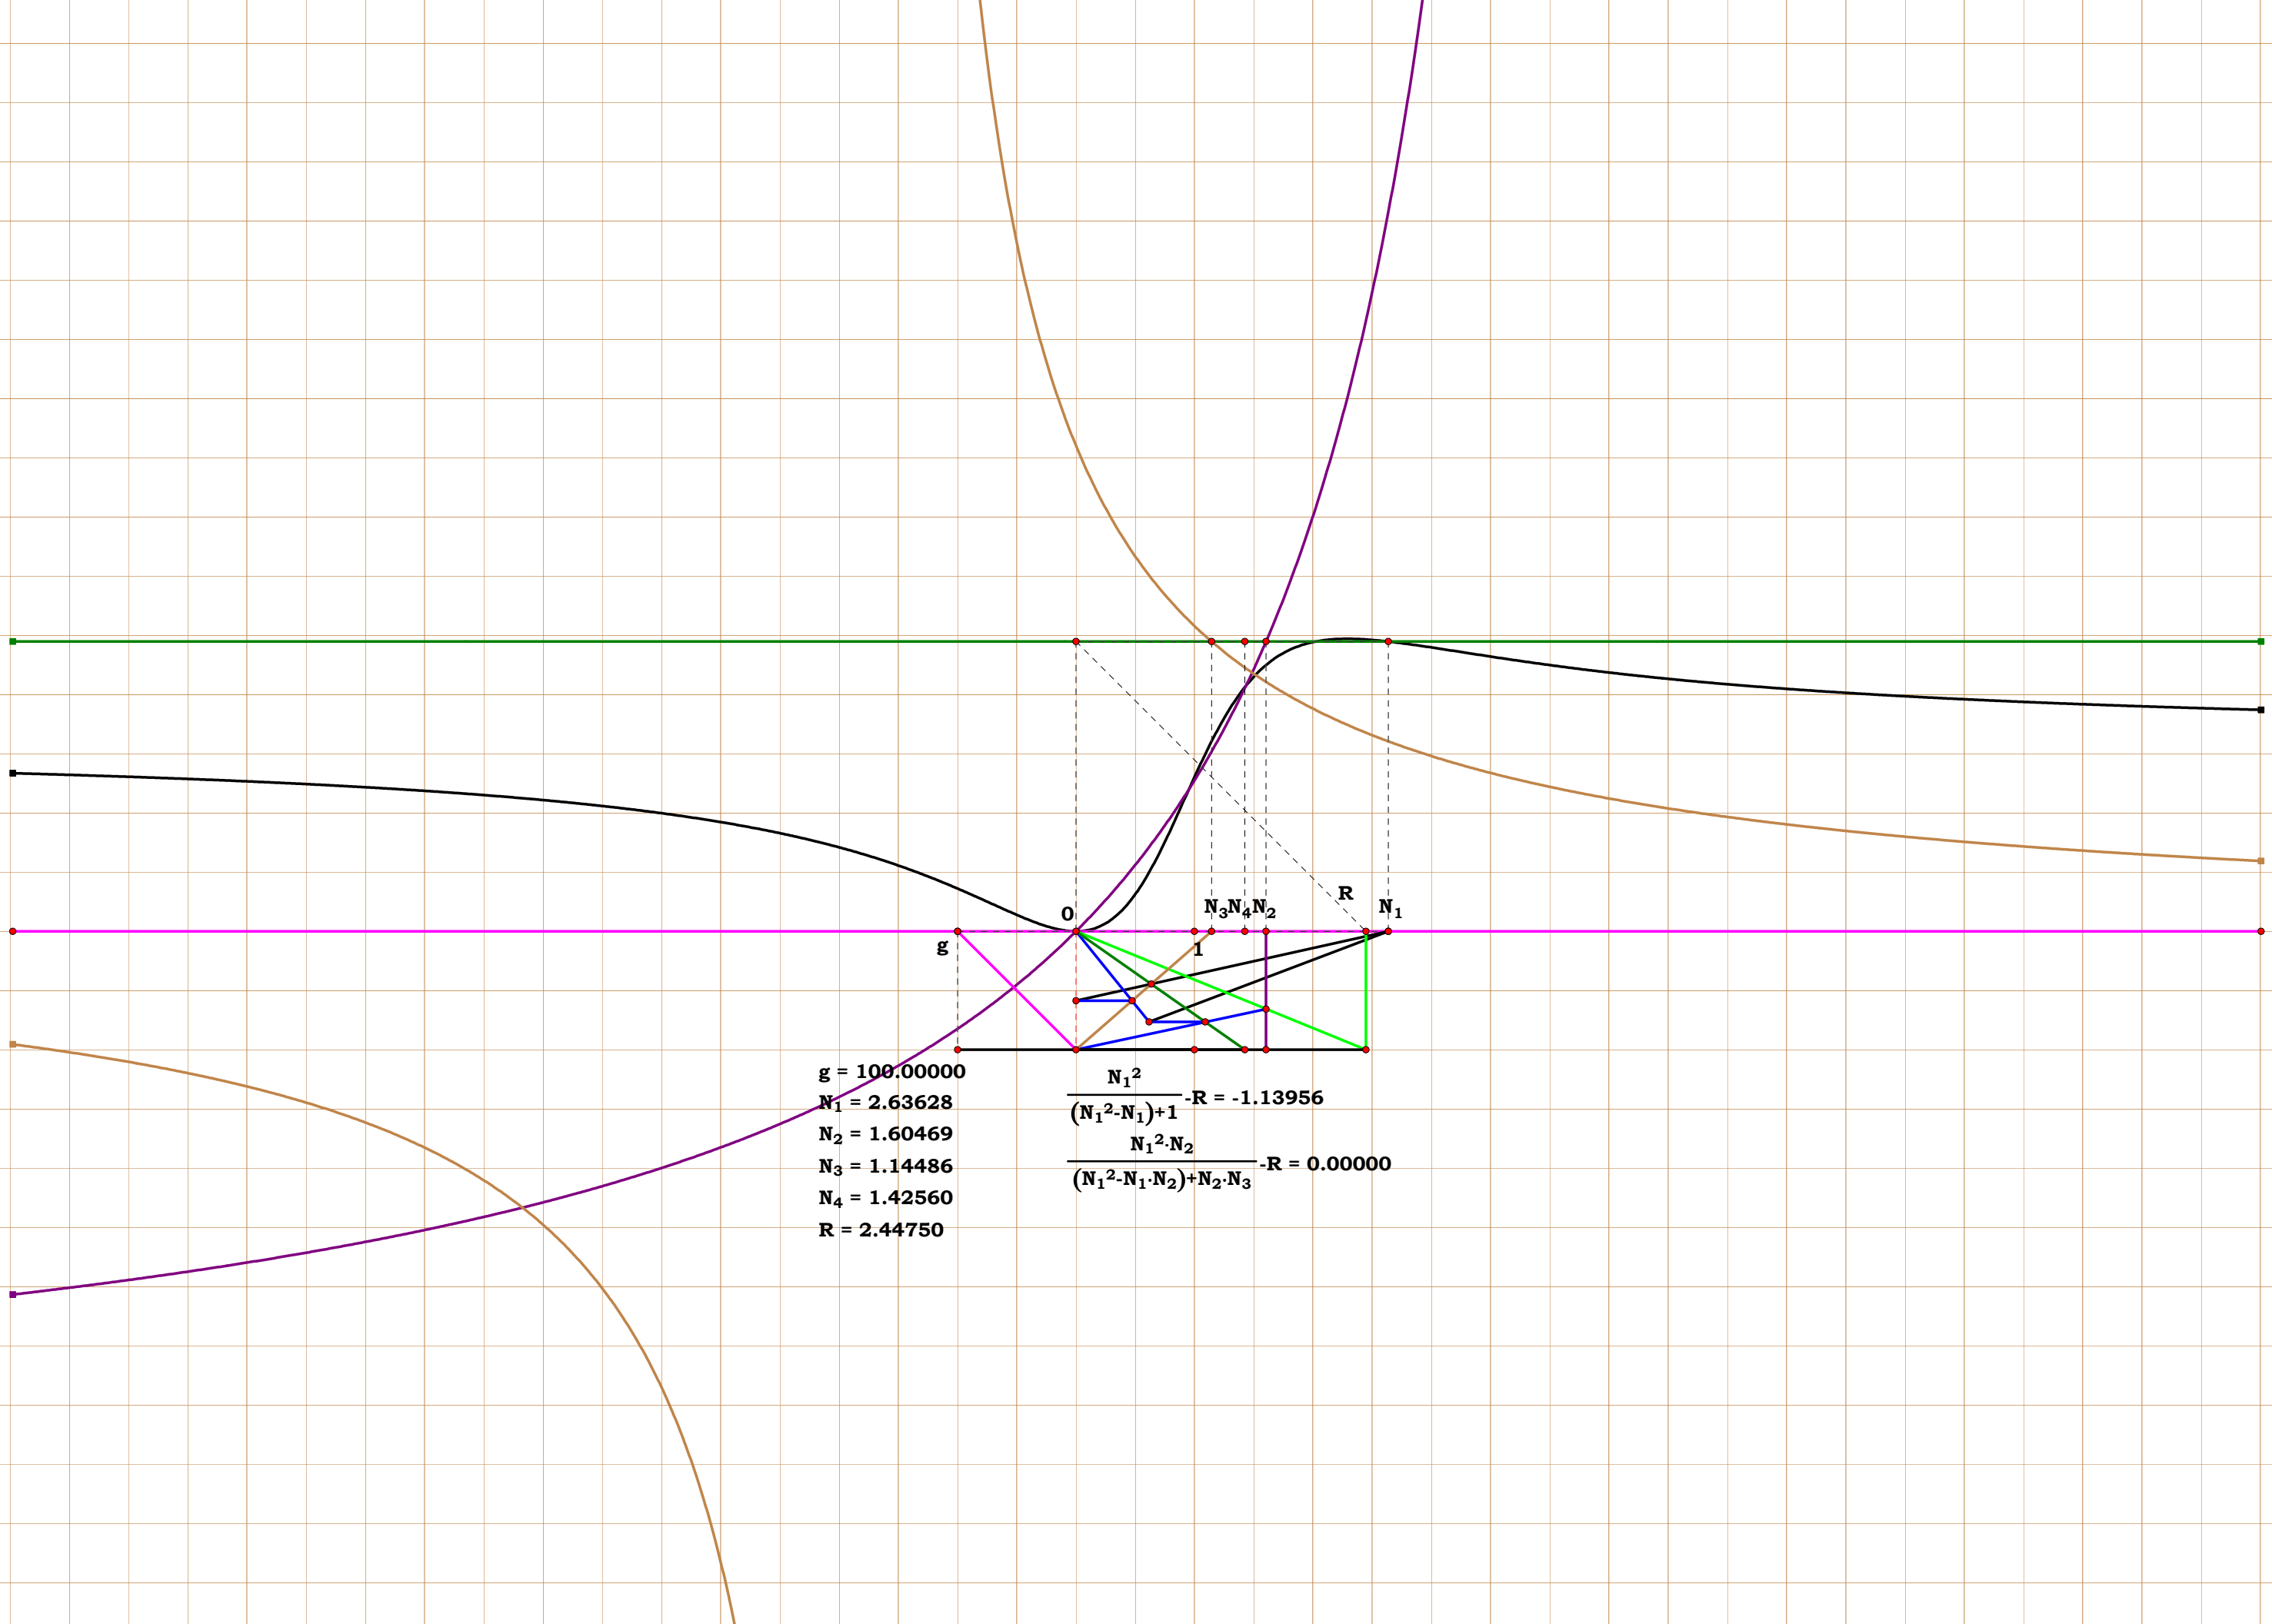 R
N₃N₄N₂ N₁
0
g 1
g = 100.00000
N₁ = 2.63628
N₂ = 1.60469
N₃ = 1.14486
N₄ = 1.42560
R = 2.44750
N₁²
(N₁²-N₁)+1 -R = -1.13956
N₁²·N₂
(N₁²-N₁·N₂)+N₂·N₃ -R = 0.00000